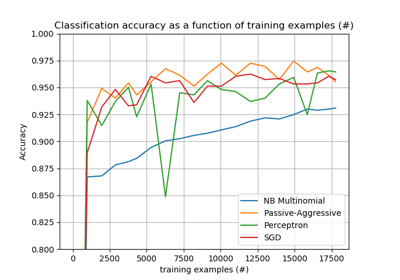 Classification accuracy as a function of training examples (#)
1.000
0.975
0.950
0.925
0.900
0.875
0.850
0.825
0.800
Accuracy
NB Multinomial
Passive-Aggressive
Perceptron
SGD
0 2500 5000 7500 10000 12500 15000 17500
training examples (#)